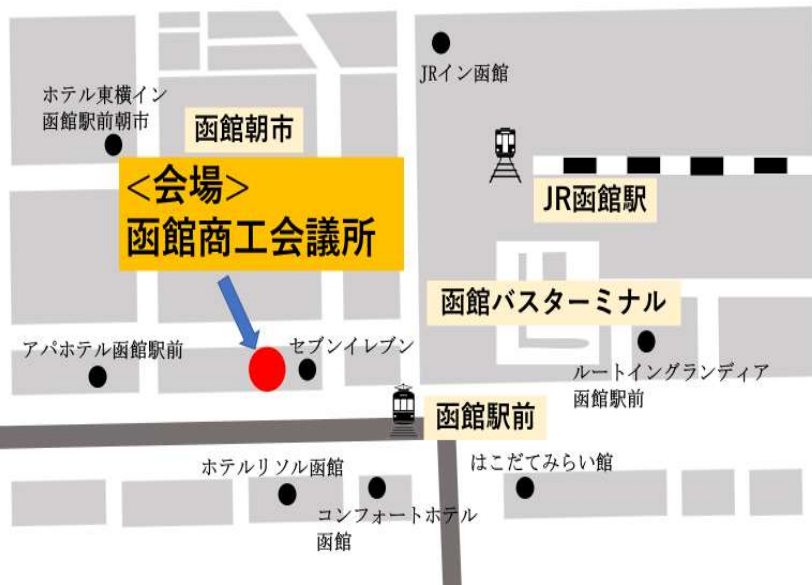 JRイン函館
ホテル東横イン
函館駅前朝市
函館朝市
<会場>
函館商工会議所
JR函館駅
函館バスターミナル
アパホテル函館駅前
セブンイレブン
ルートイングランディア
函館駅前
函館駅前
ホテルリソル函館
はこだてみらい館
コンフォートホテル
函館